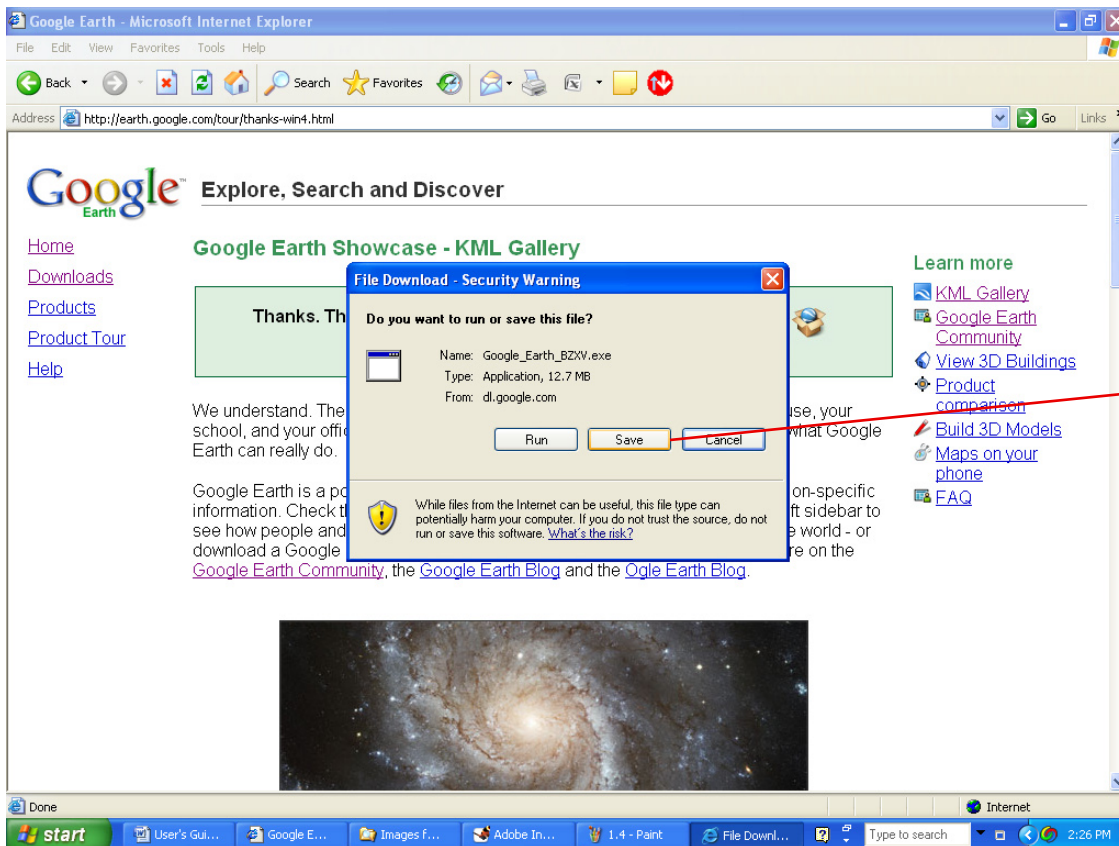 Google Earth - Microsoft Internet Explorer
File Edit View Favorites Tools Help
Back Search Favorites
Address http://earth.google.com/tour/thanks-win4.html Go Links
Google™ Earth
Explore, Search and Discover
Home
Downloads
Products
Product Tour
Help
Google Earth Showcase - KML Gallery
Thanks. Th
We understand. The
use, your
school, and your offic
what Google
Earth can really do.
Google Earth is a po
on-specific
information. Check th
ft sidebar to
see how people and
e world - or
download a Google
re on the
Google Earth Community, the Google Earth Blog and the Ogle Earth Blog.
File Download - Security Warning
Do you want to run or save this file?
Name: Google_Earth_BZXV.exe
Type: Application, 12.7 MB
From: dl.google.com
Run Save Cancel
While files from the Internet can be useful, this file type can
potentially harm your computer. If you do not trust the source, do not
run or save this software. What's the risk?
Learn more
KML Gallery
Google Earth
Community
View 3D Buildings
Product
comparison
Build 3D Models
Maps on your
phone
FAQ
Done Internet
start User's Gui... Google E... Images f... Adobe In... 1.4 - Paint File Downl... Type to search 2:26 PM